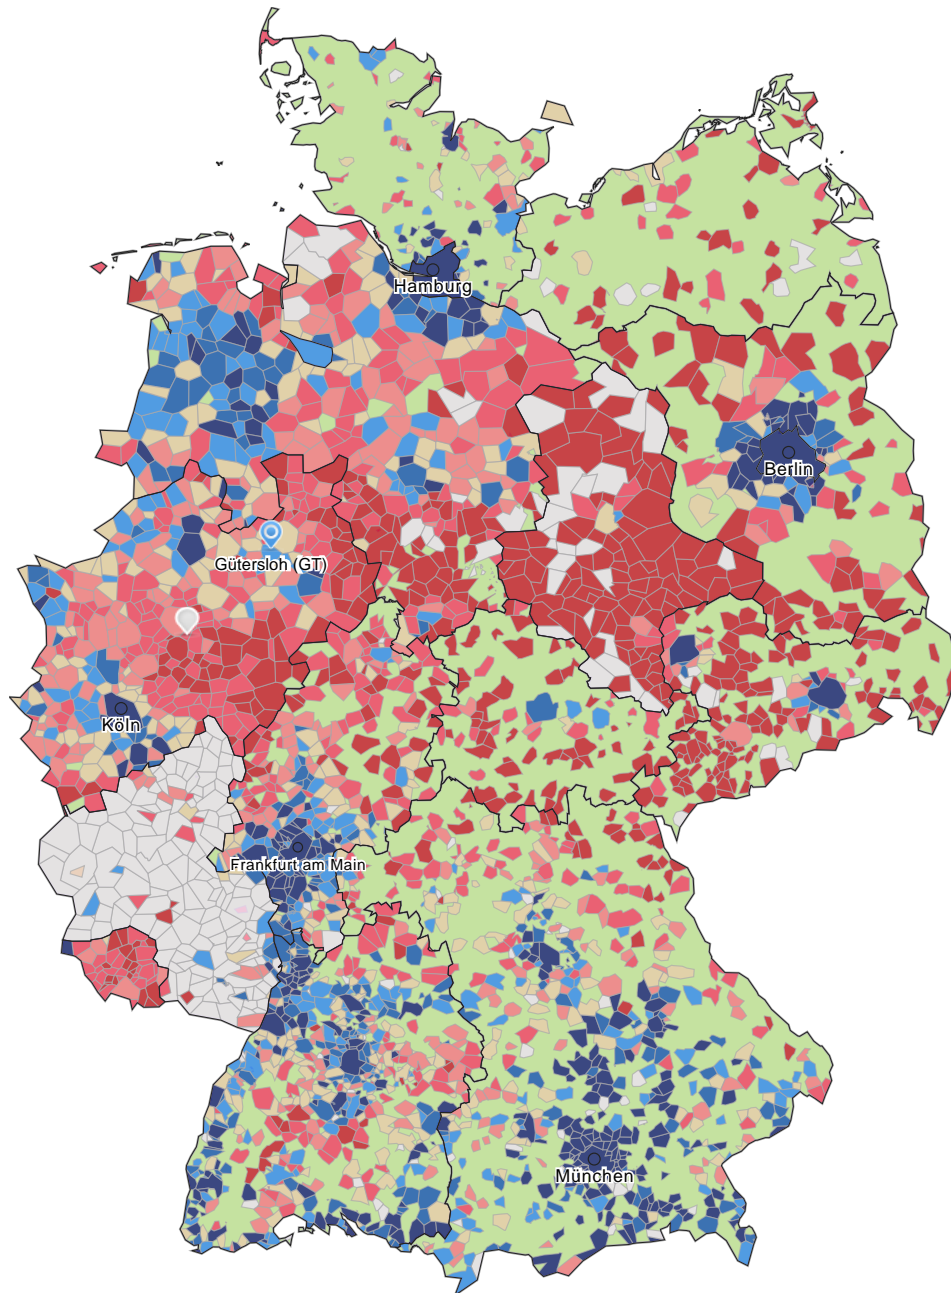 Hamburg
Berlin
Gütersloh (GT)
Köln
Frankfurt am Main
München